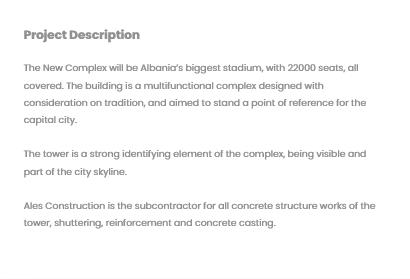 Project Description
The New Complex will be Albania's biggest stadium, with 22000 seats, all
covered. The building is a multifunctional complex designed with
consideration on tradition, and aimed to stand a point of reference for the
capital city.
The tower is a strong identifying element of the complex, being visible and
part of the city skyline.
Ales Construction is the subcontractor for all concrete structure works of the
tower, shuttering, reinforcement and concrete casting.